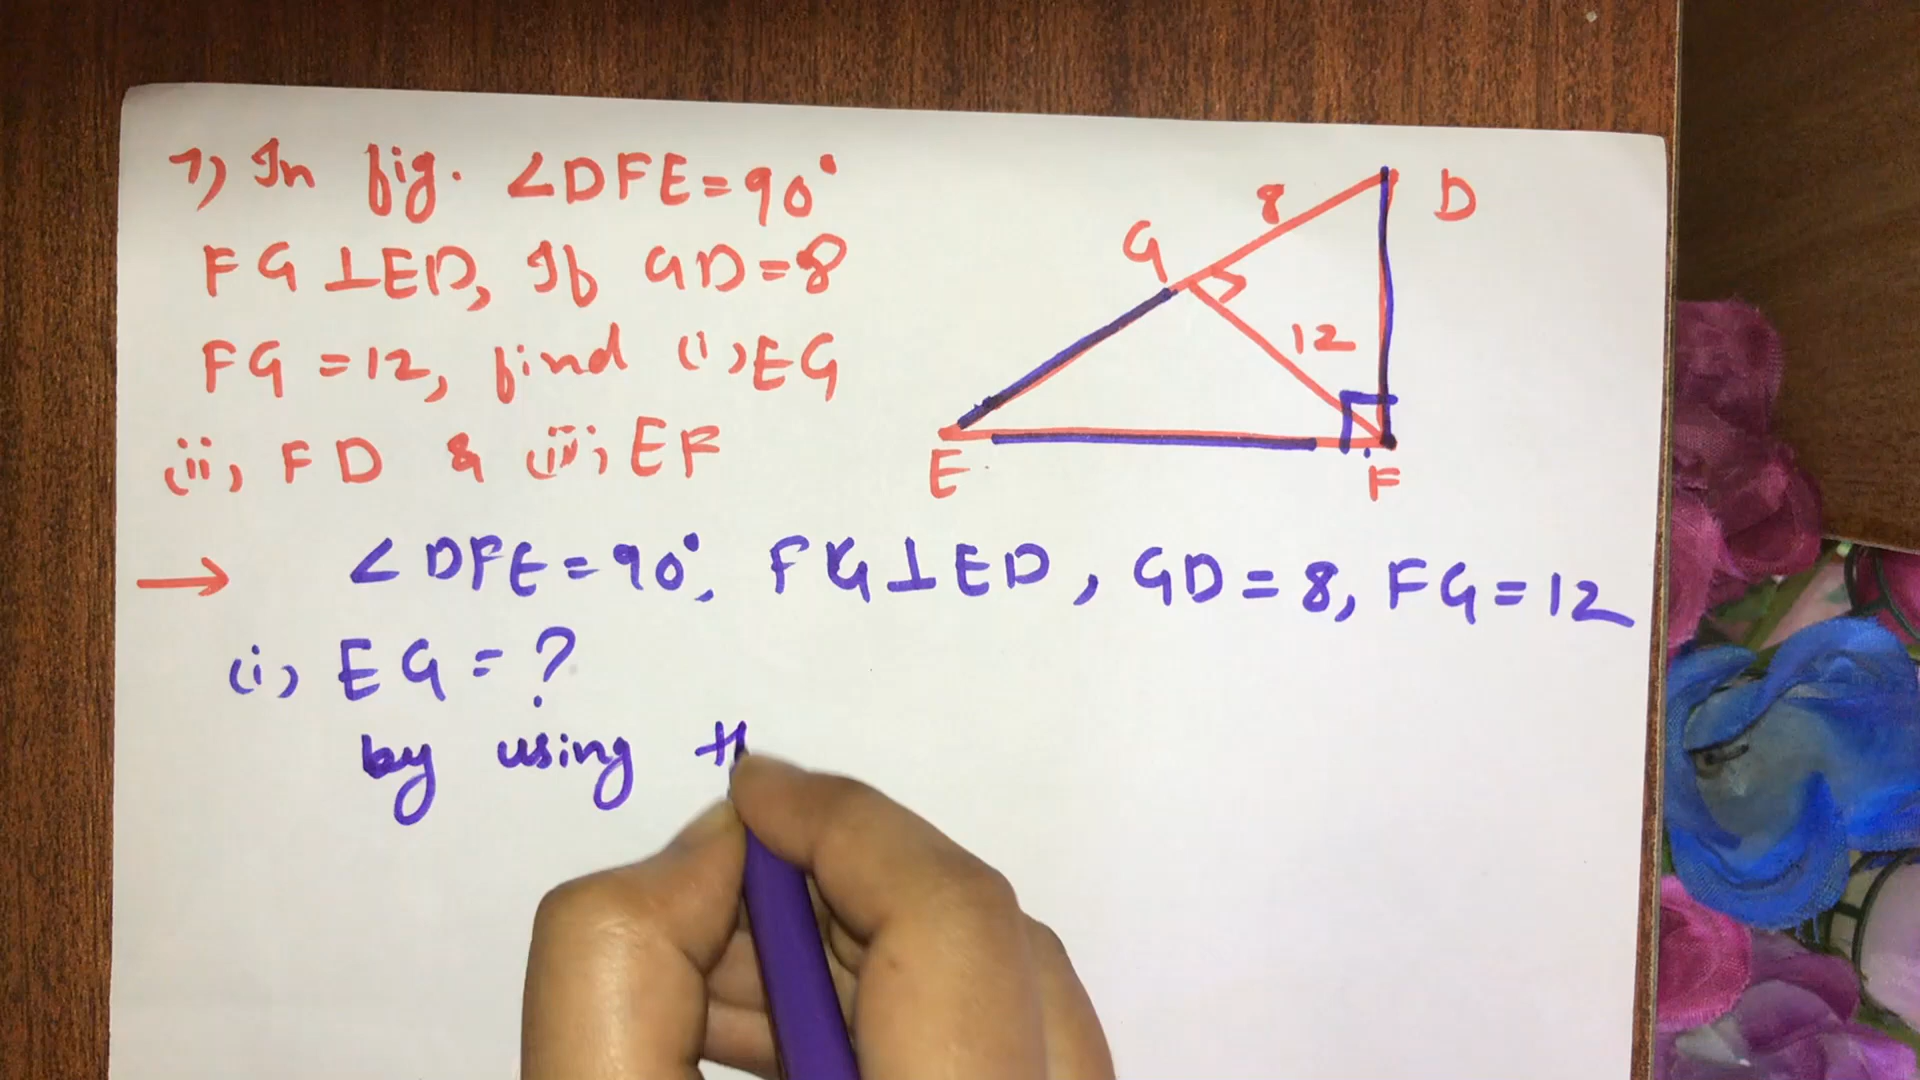 7) In fig. ∠DFE=90°
FG⊥ED, If GD=8
FG=12, find (i) EG
(ii) FD & (iii) EF
D
G
8
12
E
F
→ ∠DFE=90°, FG⊥ED, GD=8, FG=12
(i) EG=?
by using